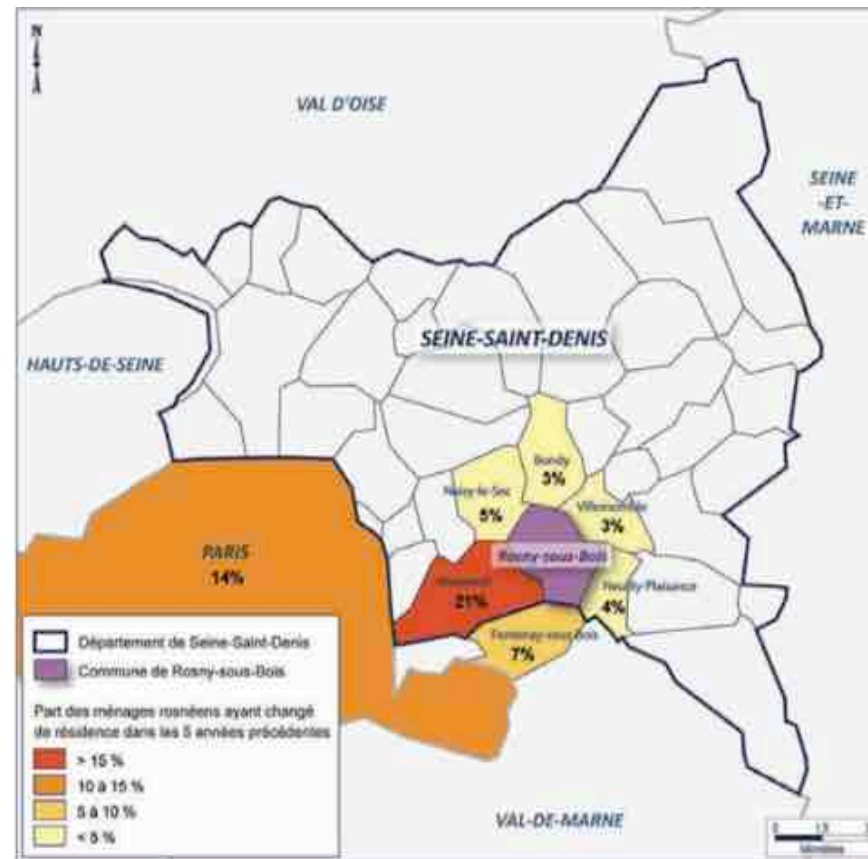 N
VAL D'OISE
SEINE
-ET-
MARNE
SEINE-SAINT-DENIS
HAUTS-DE-SEINE
Bondy
3%
Noisy-le-Sec
5%
Villemomble
3%
PARIS
14%
Rosny-sous-Bois
Montreuil
21%
Neuilly-Plaisance
4%
Fontenay-sous-Bois
7%
Département de Seine-Saint-Denis
Commune de Rosny-sous-Bois
Part des ménages rosnéens ayant changé
de résidence dans les 5 années précédentes
> 15 %
10 à 15 %
5 à 10 %
< 5 %
VAL-DE-MARNE
0